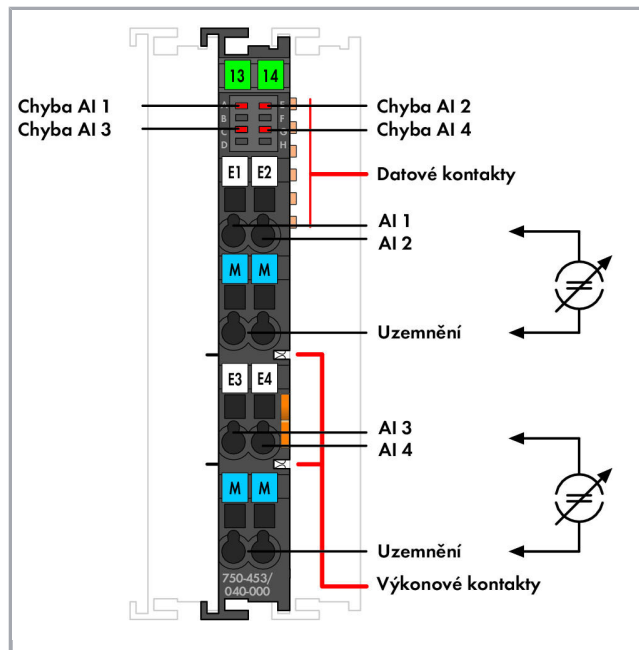 13 14
Chyba AI 1
A E
Chyba AI 2
B F
Chyba AI 3
C G
Chyba AI 4
D H
E1 E2
Datové kontakty
AI 1
AI 2
M M
Uzemnění
E3 E4
AI 3
AI 4
M M
Uzemnění
750-453/
040-000
Výkonové kontakty